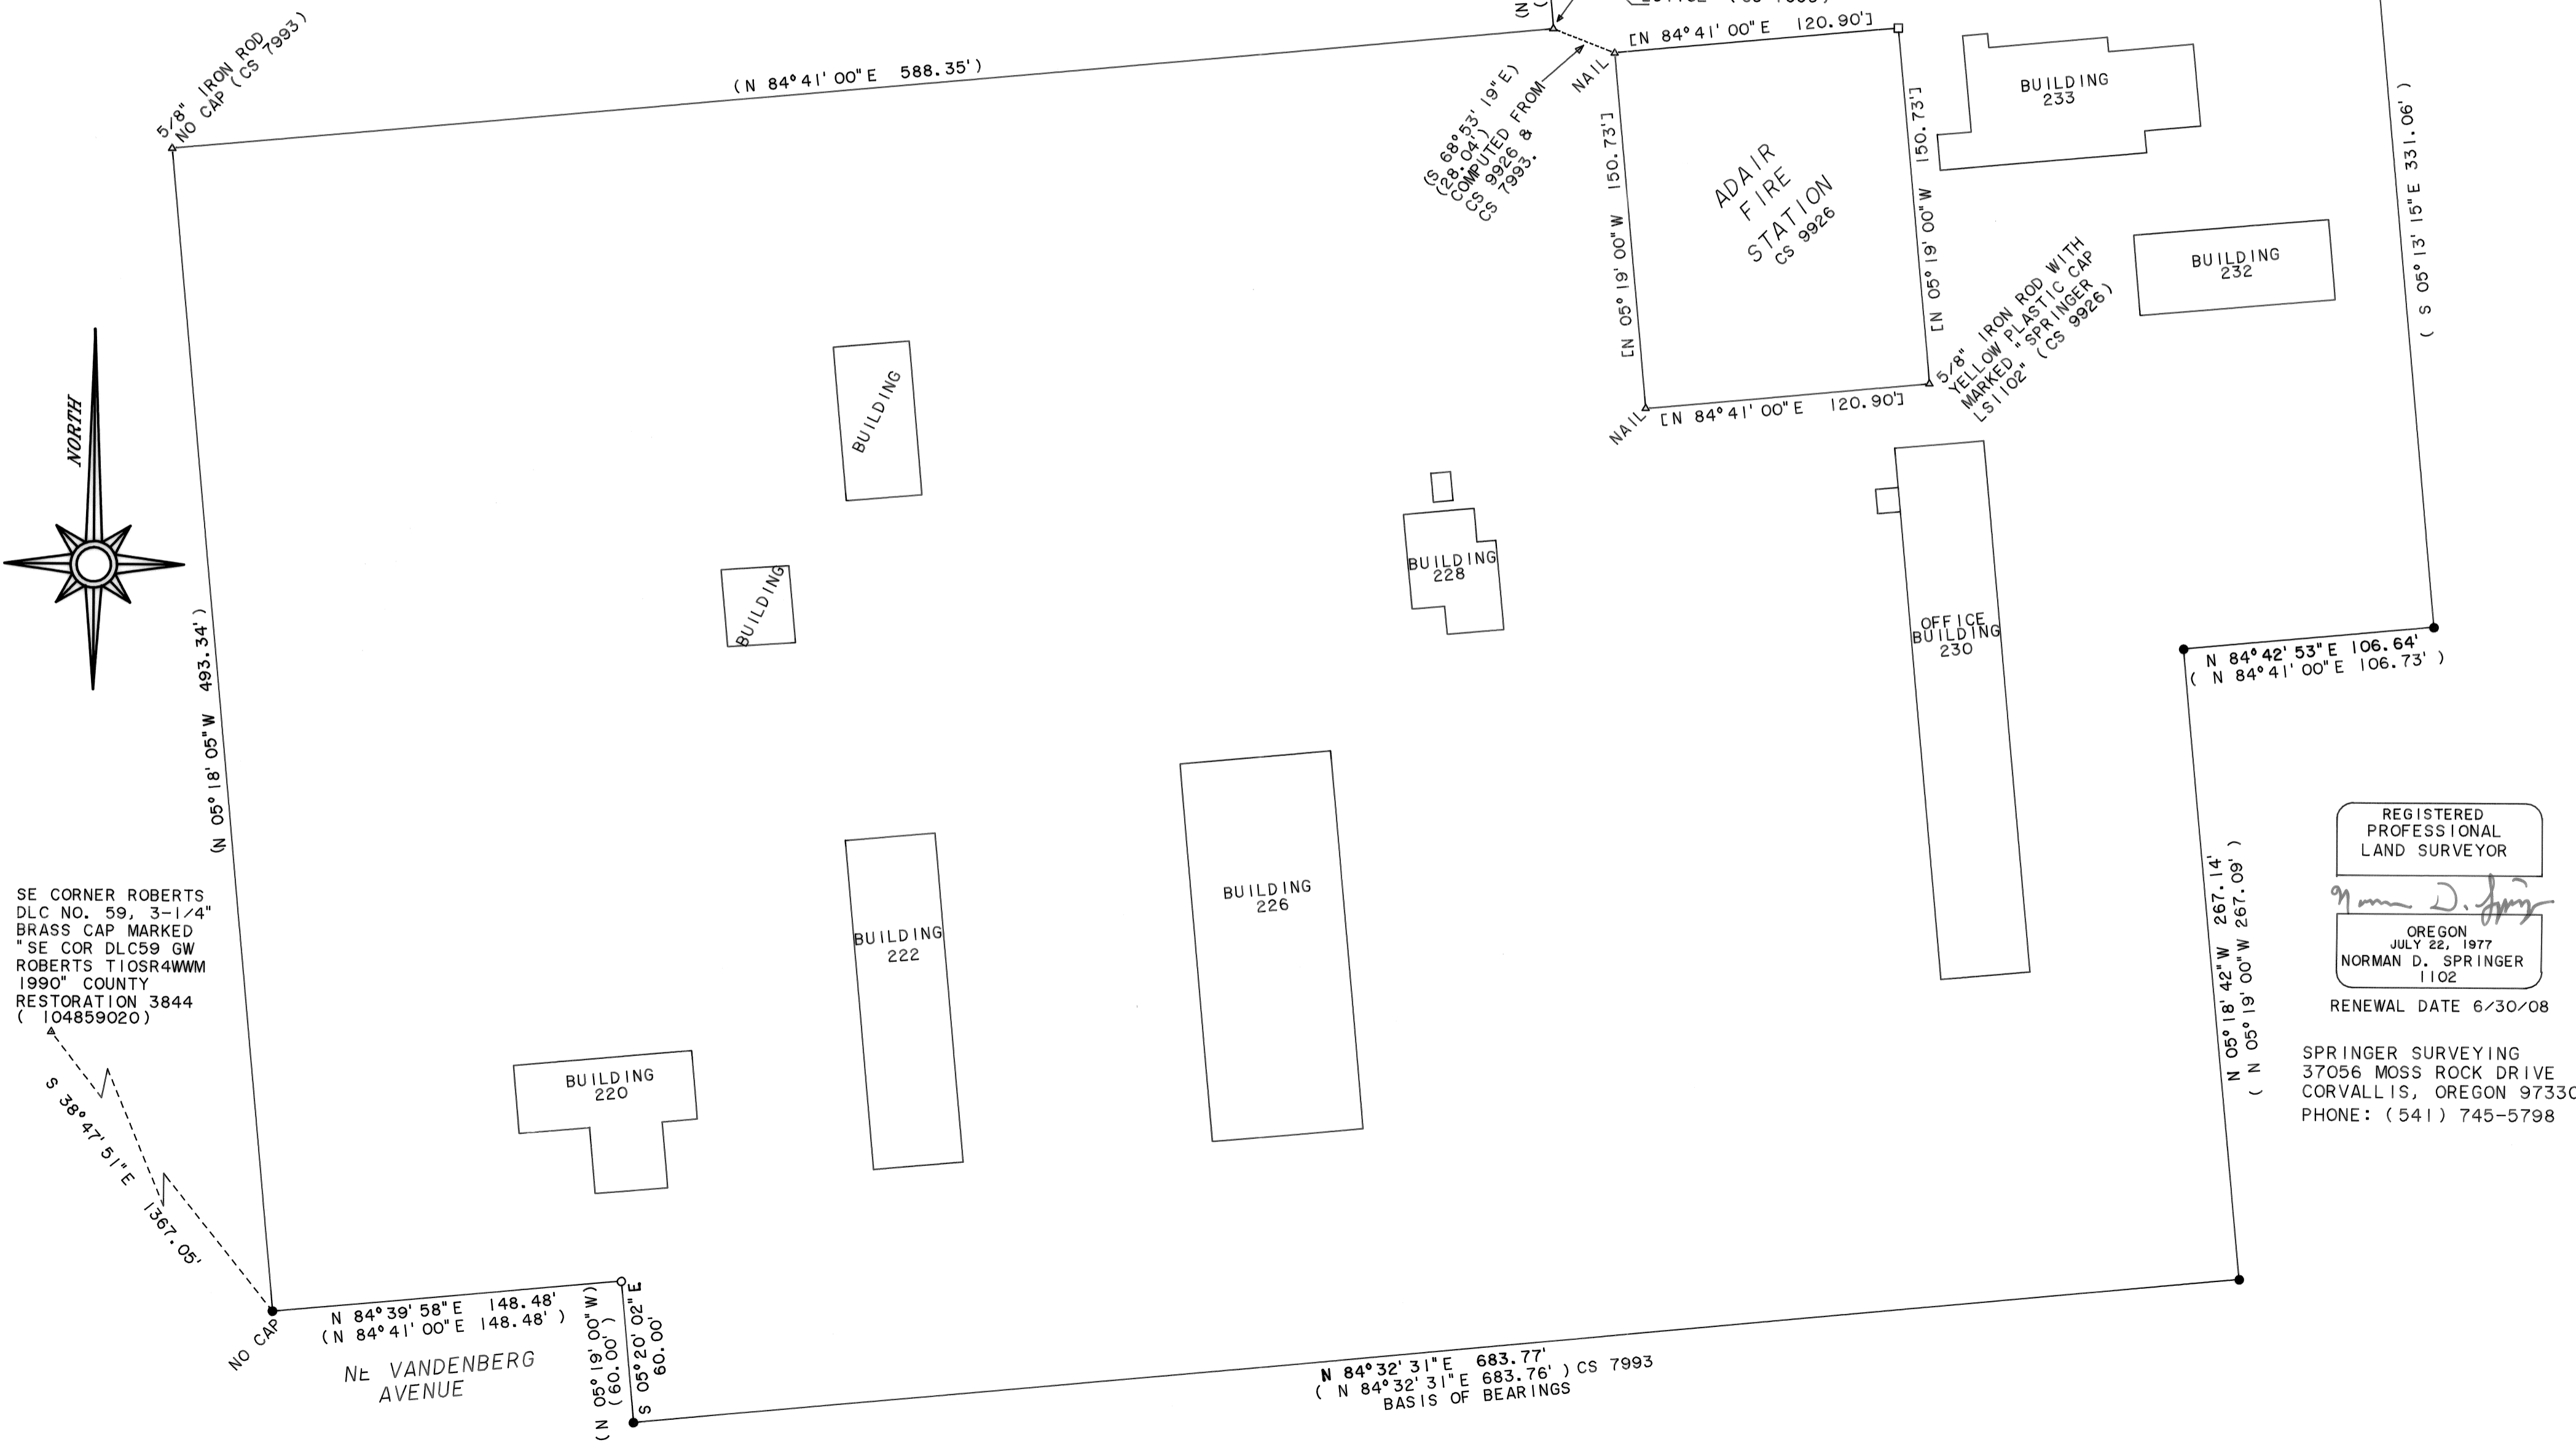 5/8" IRON ROD
NO CAP (CS 7993)
(N 84°41'00"E 588.35')
(N
[N 84°41'00"E 120.90']
(S 68°53'19"E)
(28.04')
COMPUTED FROM
CS 9926 &
CS 7993.
NAIL
[N 05°19'00"W 150.73']
ADAIR
FIRE
STATION
CS 9926
[N 05°19'00"W 150.73']
BUILDING
233
BUILDING
232
( S 05°13'15"E 331.06' )
5/8" IRON ROD WITH
YELLOW PLASTIC CAP
MARKED "SPRINGER
LS1102" (CS 9926)
NAIL
[N 84°41'00"E 120.90']
NORTH
BUILDING
BUILDING
BUILDING
228
OFFICE
BUILDING
230
N 84°42'53"E 106.64'
( N 84°41'00"E 106.73' )
(N 05°18'05"W 493.34')
SE CORNER ROBERTS
DLC NO. 59, 3-1/4"
BRASS CAP MARKED
"SE COR DLC59 GW
ROBERTS T10SR4WWM
1990" COUNTY
RESTORATION 3844
( 104859020)
S 38°47'51"E 1367.05'
BUILDING
220
BUILDING
222
BUILDING
226
N 05°18'42"W 267.14'
( N 05°19'00"W 267.09' )
REGISTERED
PROFESSIONAL
LAND SURVEYOR
OREGON
JULY 22, 1977
NORMAN D. SPRINGER
1102
RENEWAL DATE 6/30/08
SPRINGER SURVEYING
37056 MOSS ROCK DRIVE
CORVALLIS, OREGON 97330
PHONE: (541) 745-5798
NO CAP
N 84°39'58"E 148.48'
(N 84°41'00"E 148.48' )
NE VANDENBERG
AVENUE
(N 05°19'00"W)
(60.00' )
S 05°20'02"E
60.00'
N 84°32'31"E 683.77'
( N 84°32'31"E 683.76' ) CS 7993
BASIS OF BEARINGS